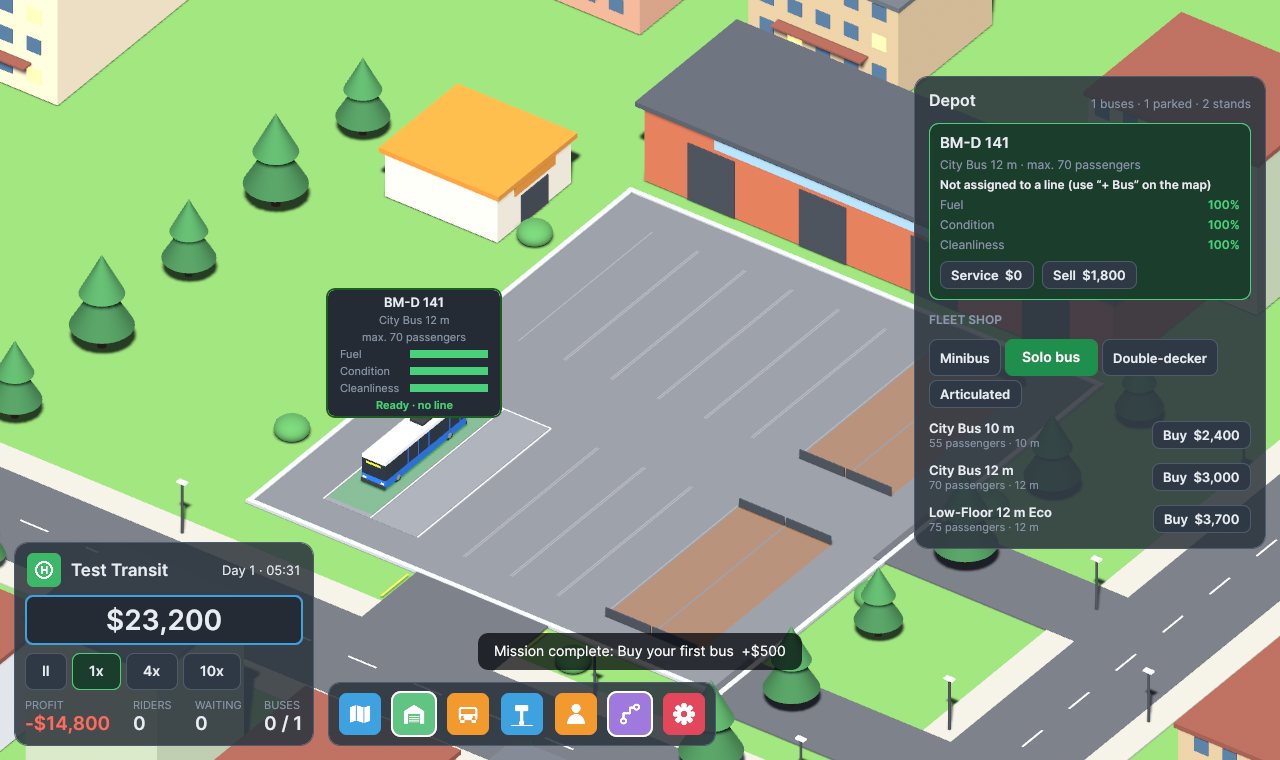 Depot
1 buses · 1 parked · 2 stands
BM-D 141
City Bus 12 m · max. 70 passengers
Not assigned to a line (use "+ Bus" on the map)
Fuel 100%
Condition 100%
Cleanliness 100%
Service $0
Sell $1,800
FLEET SHOP
Minibus
Solo bus
Double-decker
Articulated
City Bus 10 m
55 passengers · 10 m
Buy $2,400
City Bus 12 m
70 passengers · 12 m
Buy $3,000
Low-Floor 12 m Eco
75 passengers · 12 m
Buy $3,700
BM-D 141
City Bus 12 m
max. 70 passengers
Fuel
Condition
Cleanliness
Ready · no line
Test Transit
Day 1 · 05:31
$23,200
1x
4x
10x
PROFIT
-$14,800
RIDERS
0
WAITING
0
BUSES
0 / 1
Mission complete: Buy your first bus +$500